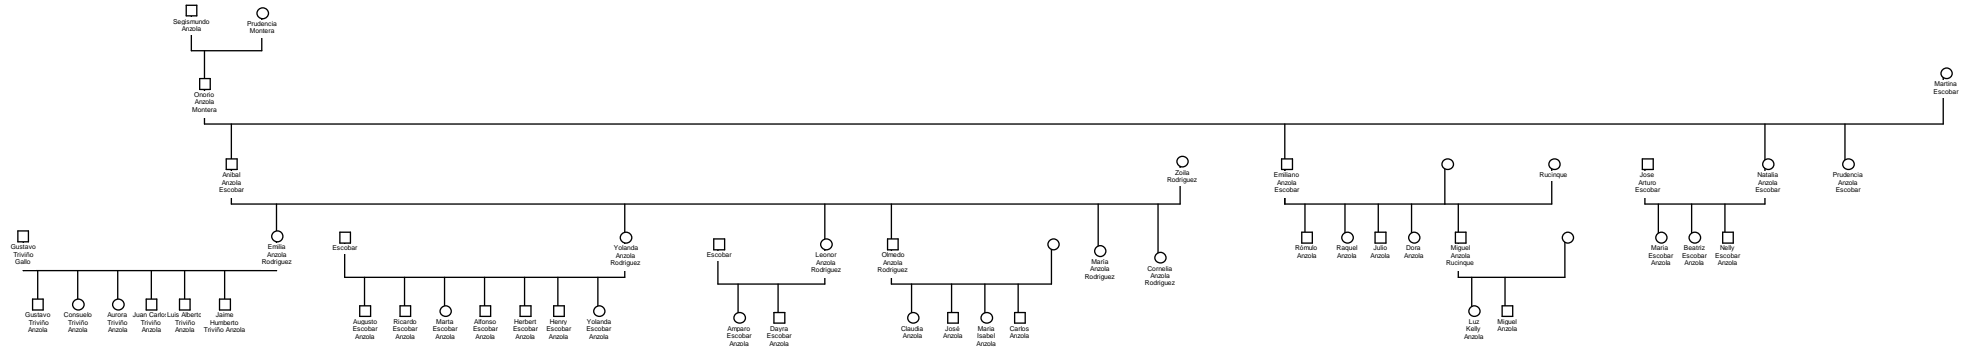 Segismundo
Anzola
Prudencia
Montera
Onorio
Anzola
Montera
Martina
Escobar
Anibal
Anzola
Escobar
Zoila
Rodriguez
Emiliano
Anzola
Escobar
Rucinque
Jose
Arturo
Escobar
Natalia
Anzola
Escobar
Prudencia
Anzola
Escobar
Gustavo
Triviño
Gallo
Emilia
Anzola
Rodriguez
Escobar
Yolanda
Anzola
Rodriguez
Escobar
Leonor
Anzola
Rodriguez
Olmedo
Anzola
Rodriguez
María
Anzola
Rodriguez
Cornelia
Anzola
Rodriguez
Rómulo
Anzola
Raquel
Anzola
Julio
Anzola
Dora
Anzola
Miguel
Anzola
Rucinque
Maria
Escobar
Anzola
Beatriz
Escobar
Anzola
Nelly
Escobar
Anzola
Gustavo
Triviño
Anzola
Consuelo
Triviño
Anzola
Aurora
Triviño
Anzola
Juan Carlos
Triviño
Anzola
Luis Alberto
Triviño
Anzola
Jaime
Humberto
Triviño Anzola
Augusto
Escobar
Anzola
Ricardo
Escobar
Anzola
Marta
Escobar
Anzola
Alfonso
Escobar
Anzola
Herbert
Escobar
Anzola
Henry
Escobar
Anzola
Yolanda
Escobar
Anzola
Amparo
Escobar
Anzola
Dayra
Escobar
Anzola
Claudia
Anzola
José
Anzola
Maria
Isabel
Anzola
Carlos
Anzola
Luz
Kelly
Anzola
Miguel
Anzola